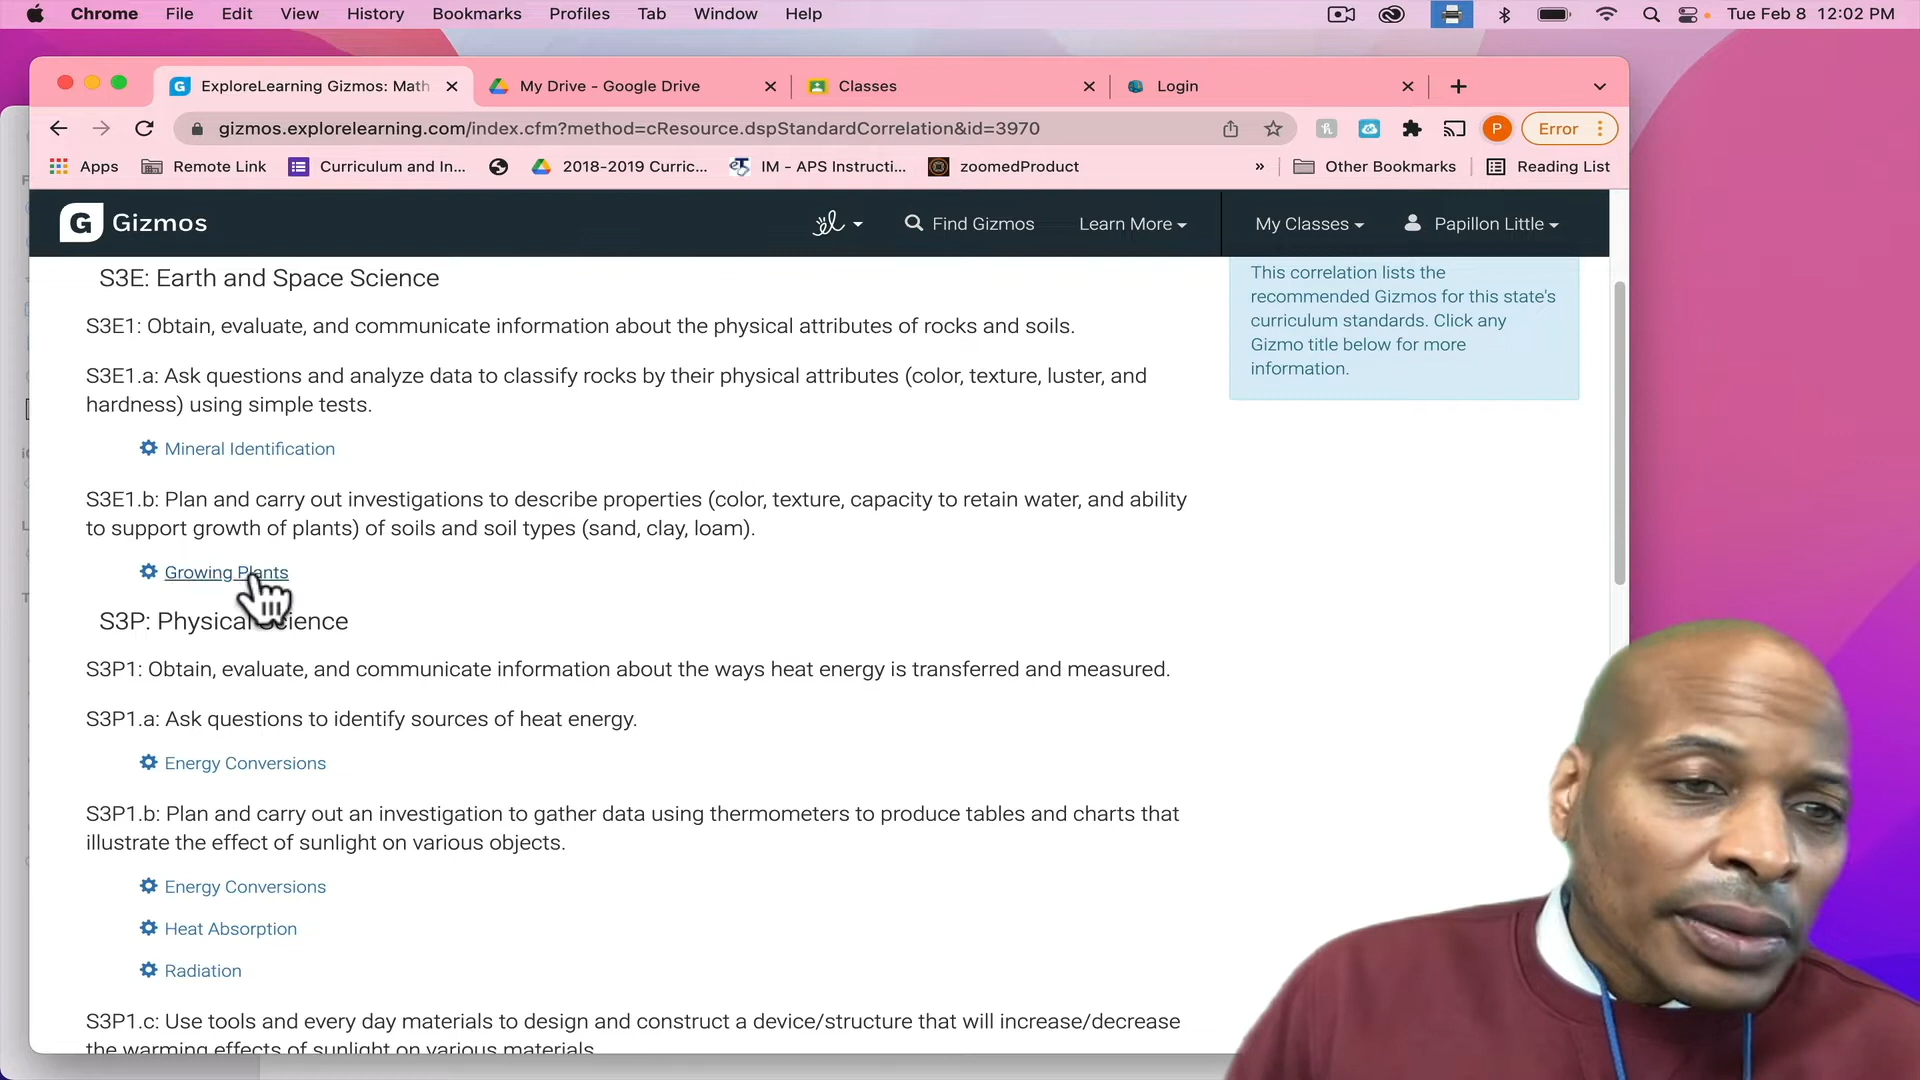 Chrome File Edit View History Bookmarks Profiles Tab Window Help Tue Feb 8 12:02 PM
ExploreLearning Gizmos: Math My Drive - Google Drive Classes Login
gizmos.explorelearning.com/index.cfm?method=cResource.dspStandardCorrelation&id=3970 P Error
Apps Remote Link Curriculum and In... 2018-2019 Curric... IM - APS Instructi... zoomedProduct » Other Bookmarks Reading List
G Gizmos el Find Gizmos Learn More My Classes Papillon Little
S3E: Earth and Space Science
S3E1: Obtain, evaluate, and communicate information about the physical attributes of rocks and soils.
S3E1.a: Ask questions and analyze data to classify rocks by their physical attributes (color, texture, luster, and
hardness) using simple tests.
Mineral Identification
S3E1.b: Plan and carry out investigations to describe properties (color, texture, capacity to retain water, and ability
to support growth of plants) of soils and soil types (sand, clay, loam).
Growing Plants
S3P: Physical Science
S3P1: Obtain, evaluate, and communicate information about the ways heat energy is transferred and measured.
S3P1.a: Ask questions to identify sources of heat energy.
Energy Conversions
S3P1.b: Plan and carry out an investigation to gather data using thermometers to produce tables and charts that
illustrate the effect of sunlight on various objects.
Energy Conversions
Heat Absorption
Radiation
S3P1.c: Use tools and every day materials to design and construct a device/structure that will increase/decrease
the warming effects of sunlight on various materials.
This correlation lists the
recommended Gizmos for this state's
curriculum standards. Click any
Gizmo title below for more
information.